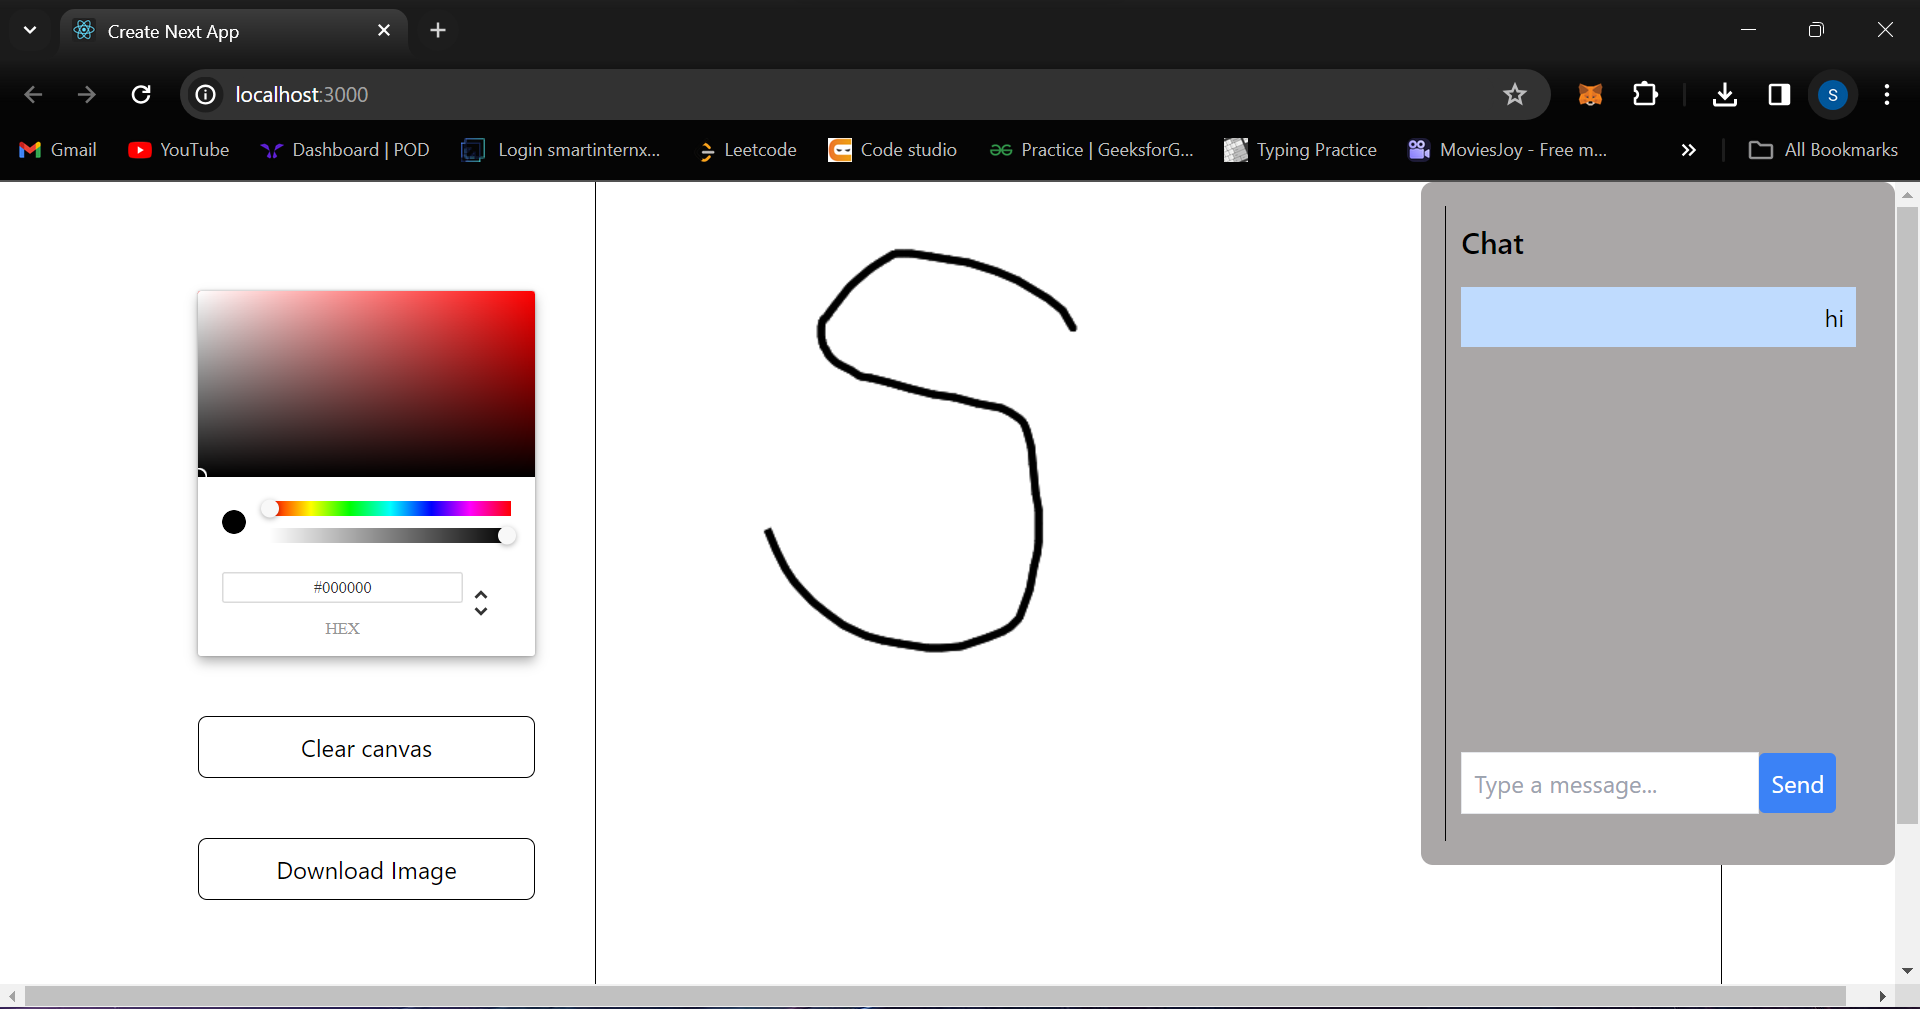 Create Next App
localhost:3000
S
Gmail
YouTube
Dashboard | POD
Login smartinternx...
Leetcode
Code studio
Practice | GeeksforG...
Typing Practice
MoviesJoy - Free m...
All Bookmarks
#000000
HEX
Clear canvas
Download Image
S
Chat
hi
Type a message...
Send